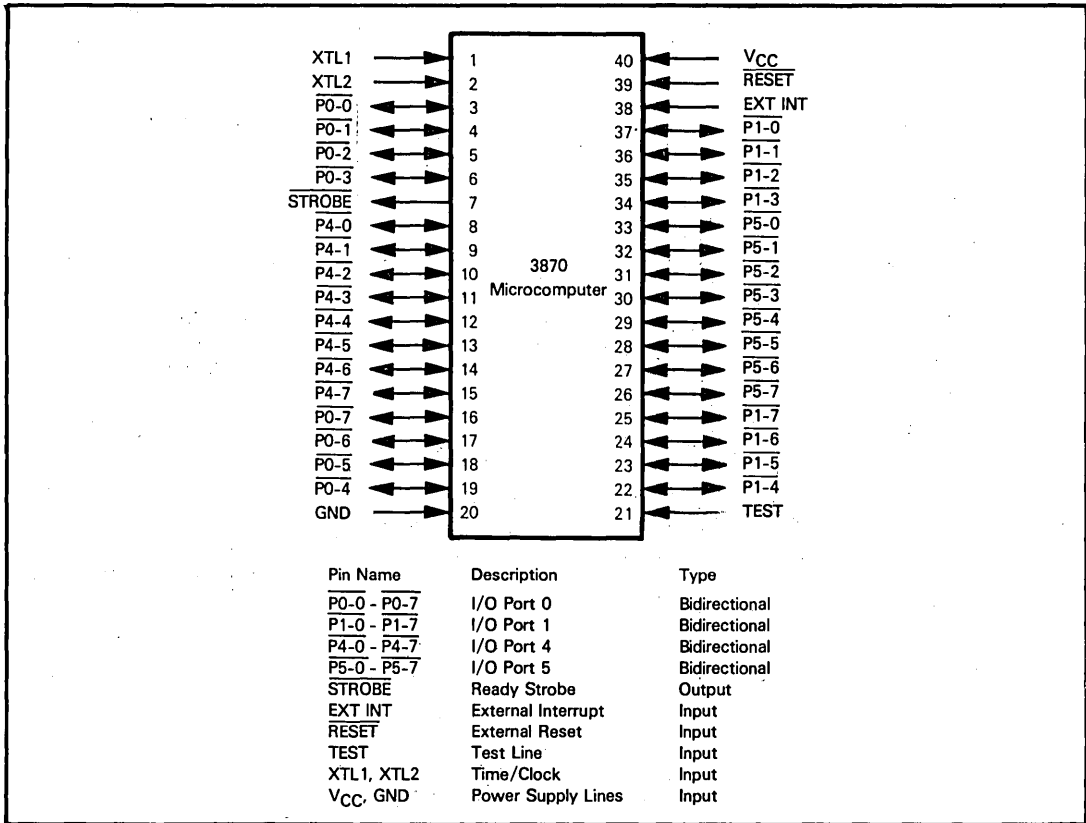 XTL1 1 40 VCC
XTL2 2 39 RESET
P0-0 3 38 EXT INT
P0-1 4 37 P1-0
P0-2 5 36 P1-1
P0-3 6 35 P1-2
STROBE 7 34 P1-3
P4-0 8 33 P5-0
P4-1 9 32 P5-1
P4-2 10 3870 31 P5-2
P4-3 11 Microcomputer 30 P5-3
P4-4 12 29 P5-4
P4-5 13 28 P5-5
P4-6 14 27 P5-6
P4-7 15 26 P5-7
P0-7 16 25 P1-7
P0-6 17 24 P1-6
P0-5 18 23 P1-5
P0-4 19 22 P1-4
GND 20 21 TEST
Pin Name Description Type
P0-0 - P0-7 I/O Port 0 Bidirectional
P1-0 - P1-7 I/O Port 1 Bidirectional
P4-0 - P4-7 I/O Port 4 Bidirectional
P5-0 - P5-7 I/O Port 5 Bidirectional
STROBE Ready Strobe Output
EXT INT External Interrupt Input
RESET External Reset Input
TEST Test Line Input
XTL1, XTL2 Time/Clock Input
VCC, GND Power Supply Lines Input